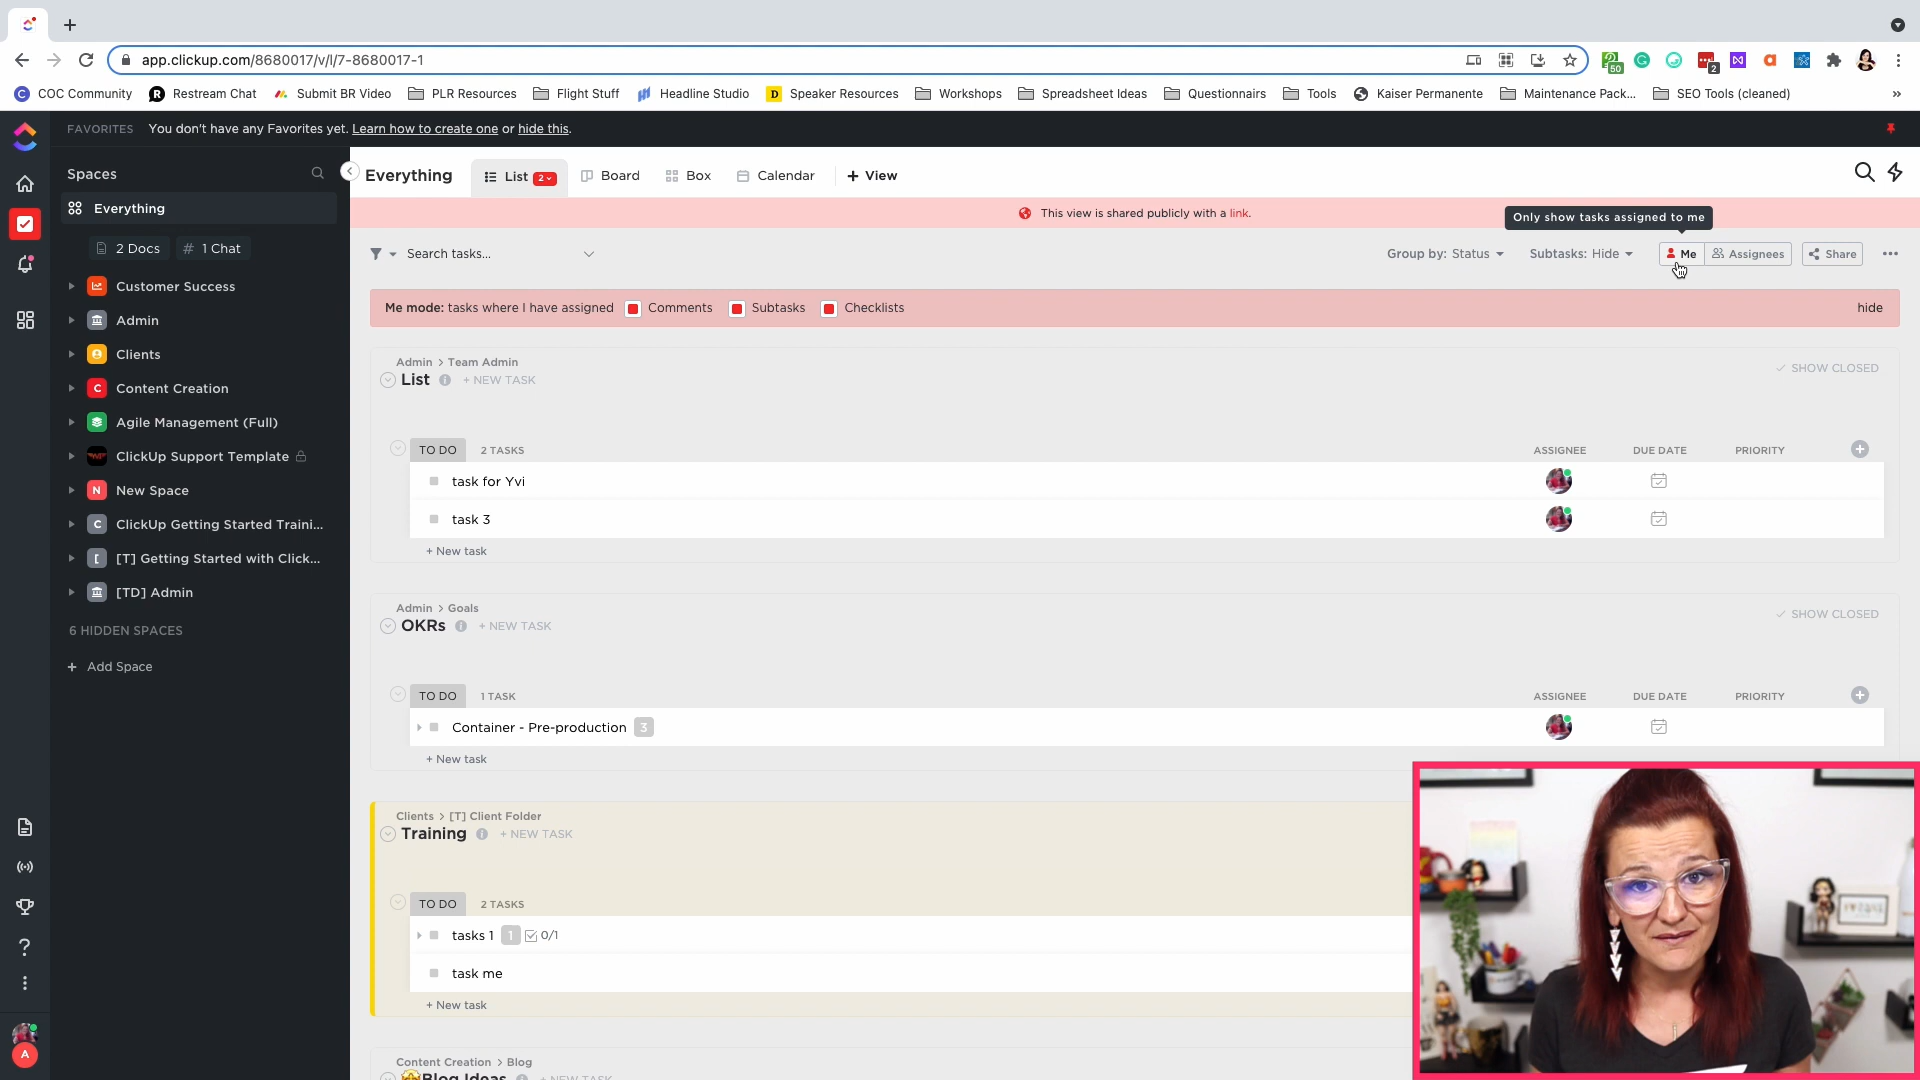 app.clickup.com/8680017/v/l/7-8680017-1
50
2
COC Community Restream Chat Submit BR Video PLR Resources Flight Stuff Headline Studio D Speaker Resources Workshops Spreadsheet Ideas Questionnairs Tools Kaiser Permanente Maintenance Pack... SEO Tools (cleaned) »
FAVORITES You don't have any Favorites yet. Learn how to create one or hide this.
Spaces
Everything
2 Docs
# 1 Chat
Customer Success
Admin
Clients
C Content Creation
Agile Management (Full)
ClickUp Support Template
N New Space
C ClickUp Getting Started Traini...
[ [T] Getting Started with Click...
[TD] Admin
6 HIDDEN SPACES
+ Add Space
?
A
Everything List 2 Board Box Calendar + View
This view is shared publicly with a link.
Only show tasks assigned to me
Search tasks... Group by: Status Subtasks: Hide Me Assignees Share
Me mode: tasks where I have assigned Comments Subtasks Checklists hide
Admin > Team Admin
List + NEW TASK SHOW CLOSED
TO DO 2 TASKS ASSIGNEE DUE DATE PRIORITY
task for Yvi
task 3
+ New task
Admin > Goals
OKRs + NEW TASK SHOW CLOSED
TO DO 1 TASK ASSIGNEE DUE DATE PRIORITY
Container - Pre-production 3
+ New task
Clients > [T] Client Folder
Training + NEW TASK
TO DO 2 TASKS
tasks 1 1 0/1
task me
+ New task
Content Creation > Blog
Blog Ideas + NEW TASK